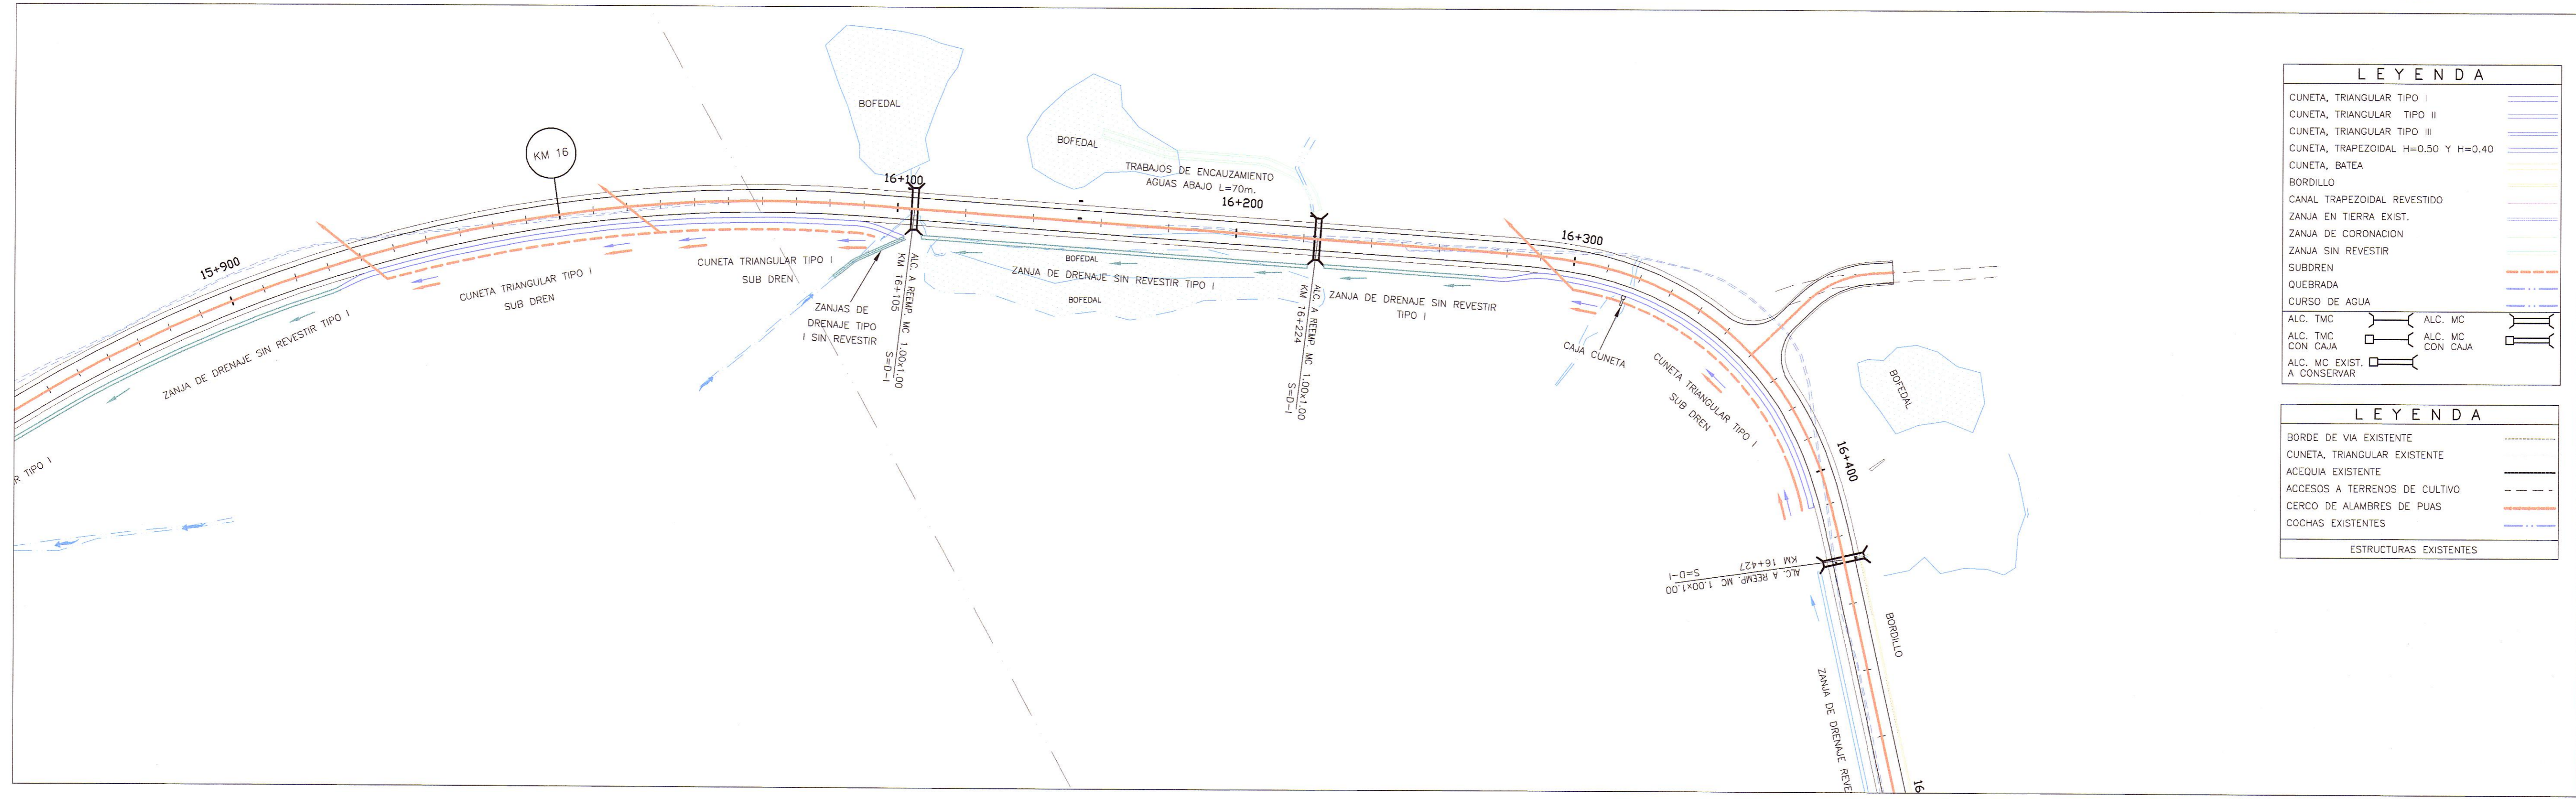 KM 16
15+900
16+100
16+200
16+300
16+400
16
BOFEDAL
BOFEDAL
TRABAJOS DE ENCAUZAMIENTO
AGUAS ABAJO L=70m.
ZANJA DE DRENAJE SIN REVESTIR TIPO I
CUNETA TRIANGULAR TIPO I
SUB DREN
CUNETA TRIANGULAR TIPO I
SUB DREN
ZANJAS DE
DRENAJE TIPO
I SIN REVESTIR
ALC. A REEMP. MC 1.00x1.00
KM 16+105
S=D-I
BOFEDAL
ZANJA DE DRENAJE SIN REVESTIR TIPO I
BOFEDAL
ALC. A REEMP. MC 1.00x1.00
KM 16+224
S=D-I
ZANJA DE DRENAJE SIN REVESTIR
TIPO I
CAJA CUNETA
CUNETA TRIANGULAR TIPO I
SUB DREN
BOFEDAL
ALC. A REEMP. MC 1.00x1.00
KM 16+427
S=D-I
BORDILLO
ZANJA DE DRENAJE REVE
R TIPO I
LEYENDA
CUNETA, TRIANGULAR TIPO I
CUNETA, TRIANGULAR TIPO II
CUNETA, TRIANGULAR TIPO III
CUNETA, TRAPEZOIDAL H=0.50 Y H=0.40
CUNETA, BATEA
BORDILLO
CANAL TRAPEZOIDAL REVESTIDO
ZANJA EN TIERRA EXIST.
ZANJA DE CORONACION
ZANJA SIN REVESTIR
SUBDREN
QUEBRADA
CURSO DE AGUA
ALC. TMC ALC. MC
ALC. TMC ALC. MC
CON CAJA CON CAJA
ALC. MC EXIST.
A CONSERVAR
LEYENDA
BORDE DE VIA EXISTENTE
CUNETA, TRIANGULAR EXISTENTE
ACEQUIA EXISTENTE
ACCESOS A TERRENOS DE CULTIVO
CERCO DE ALAMBRES DE PUAS
COCHAS EXISTENTES
ESTRUCTURAS EXISTENTES